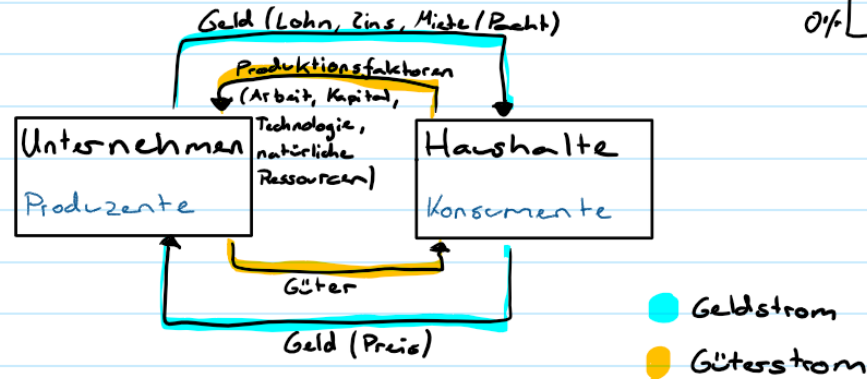 Geld (Lohn, Zins, Miete/Pacht)
0%
Produktionsfaktoren
(Arbeit, Kapital,
Technologie,
natürliche
Ressourcen)
Unternehmen
Produzente
Haushalte
Konsumente
Güter
Geld (Preis)
Geldstrom
Güterstrom